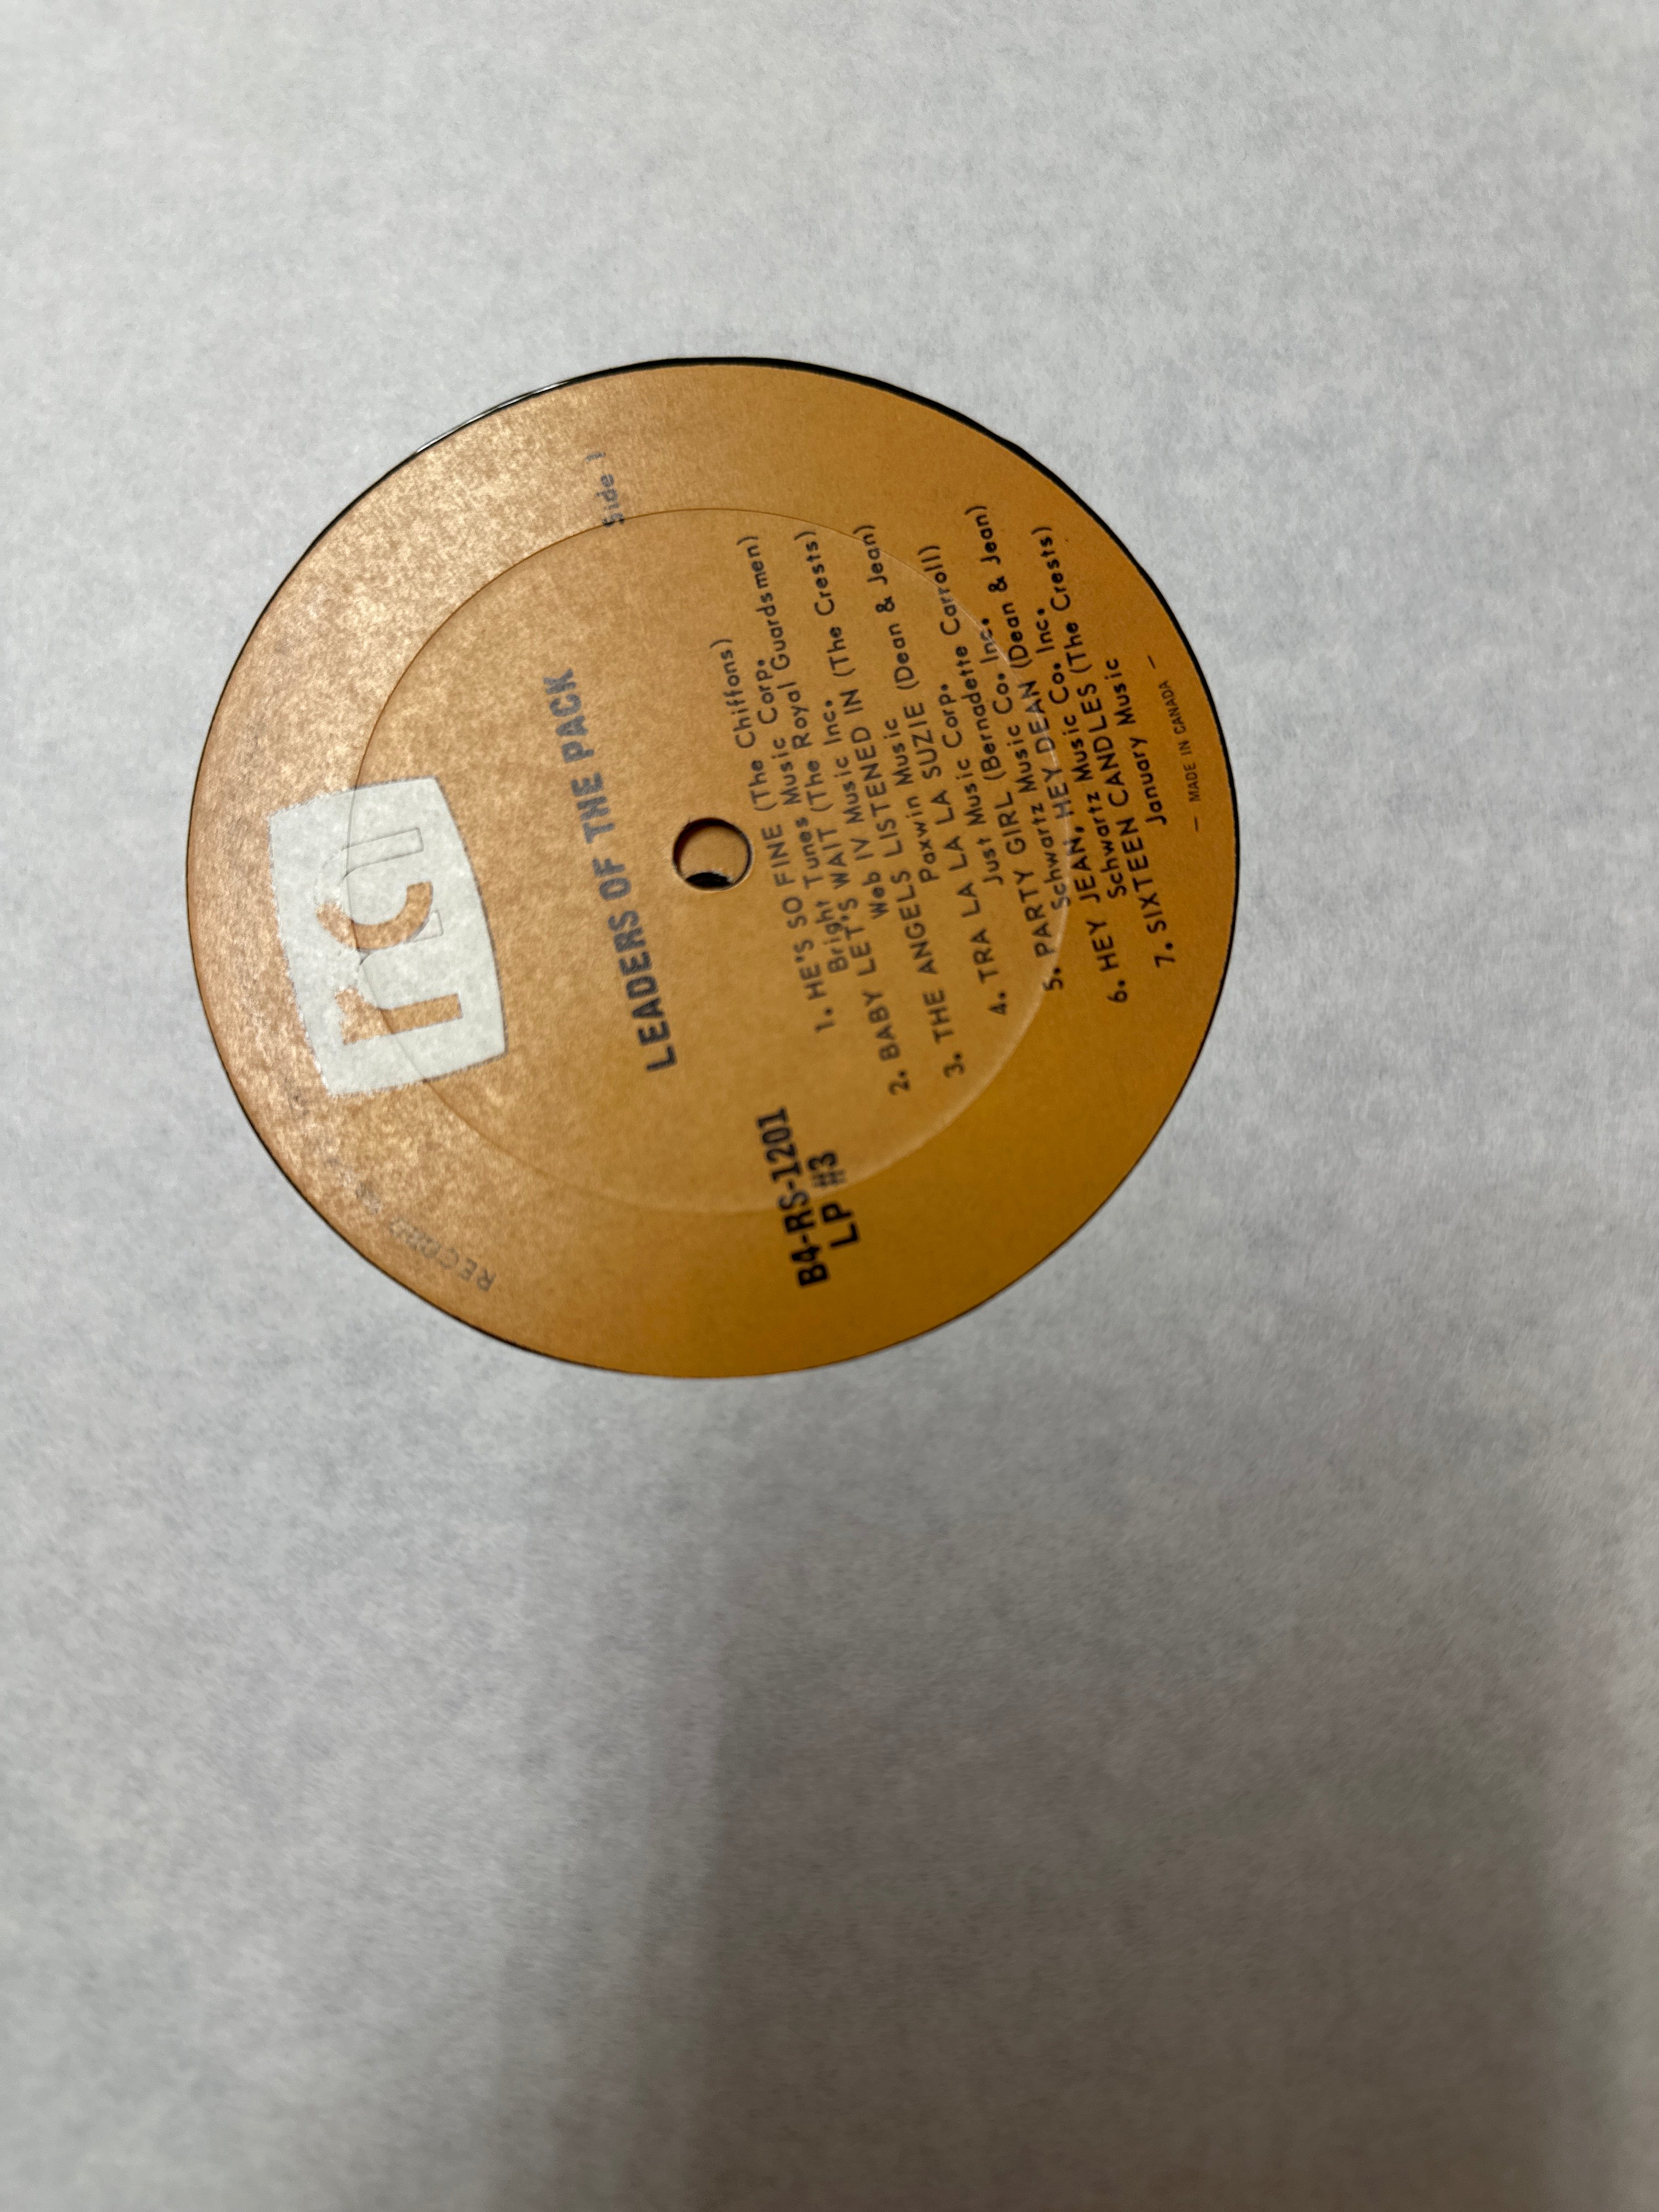 rci
LEADERS OF THE PACK
Side 1
B4-RS-1201
LP #3
1. HE'S SO FINE (The Chiffons)
Bright Tunes Music Corp.
2. BABY LET'S WAIT (The Royal Guardsmen)
Web IV Music Inc.
3. THE ANGELS LISTENED IN (The Crests)
Paxwin Music
4. TRA LA LA LA SUZIE (Dean & Jean)
Just Music Corp.
5. PARTY GIRL (Bernadette Carroll)
Schwartz Music Co. Inc.
6. HEY JEAN, HEY DEAN (Dean & Jean)
Schwartz Music Co. Inc.
7. SIXTEEN CANDLES (The Crests)
January Music
— MADE IN CANADA —